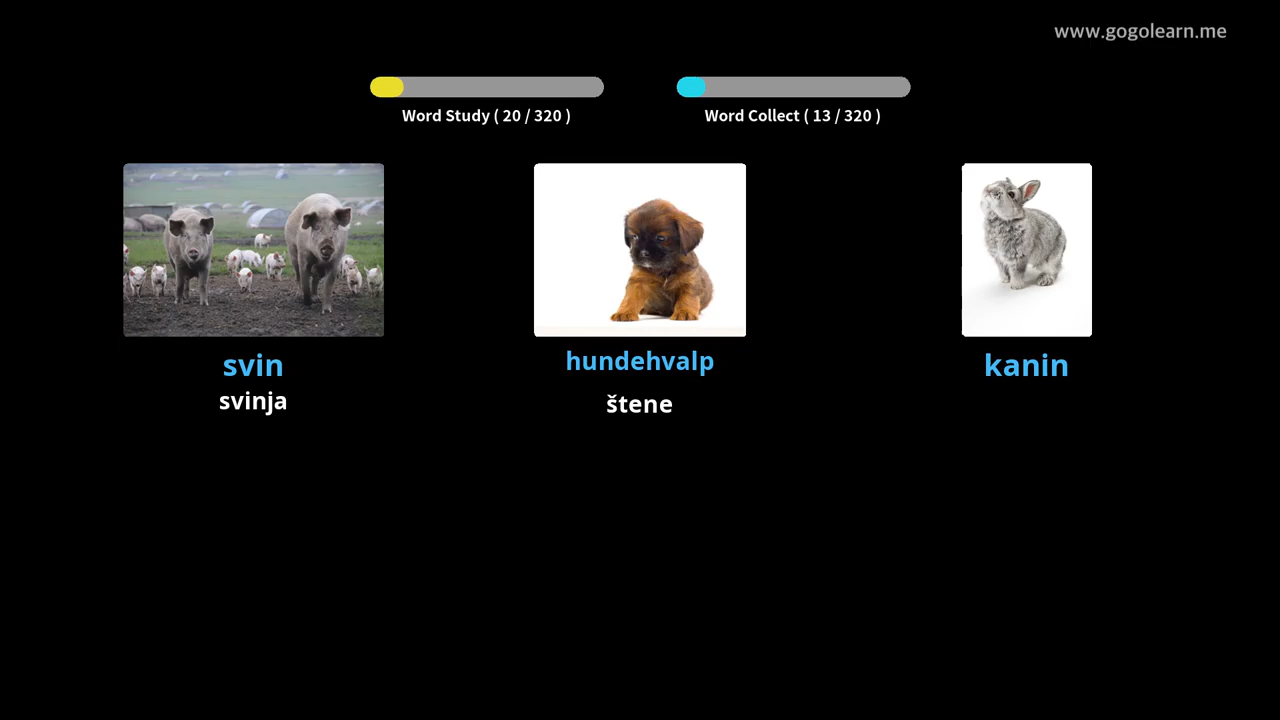 www.gogolearn.me
Word Study ( 20 / 320 )
Word Collect ( 13 / 320 )
svin
hundehvalp
kanin
svinja
štene